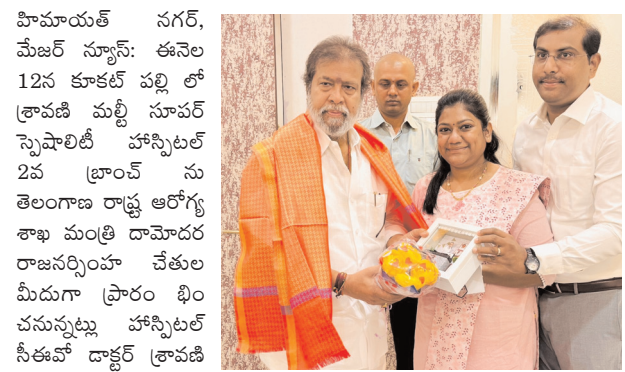 హిమాయత్ నగర్,
మేజర్ న్యూస్: ఈనెల
12న కూకట్ పల్లి లో
శ్రావణి మల్టీ సూపర్
స్పెషాలిటీ హాస్పిటల్
2వ బ్రాంచ్ ను
తెలంగాణ రాష్ట్ర ఆరోగ్య
శాఖ మంత్రి దామోదర
రాజనర్సింహ చేతుల
మీదుగా ప్రారం భిం
చనున్నట్లు హాస్పిటల్
సీఈవో డాక్టర్ శ్రావణి